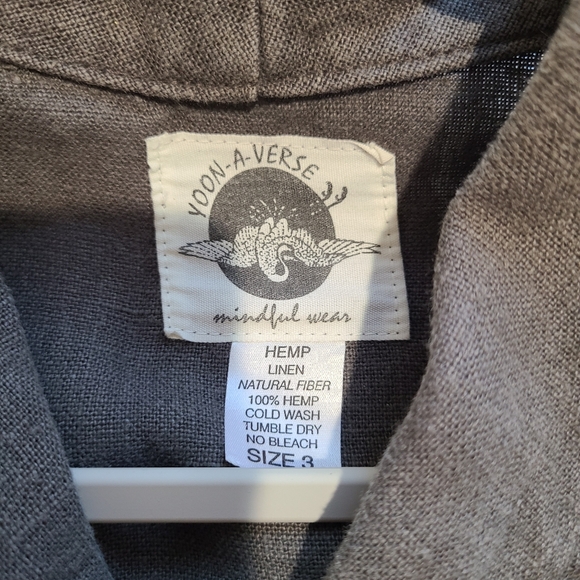 YOON-A-VERSE
mindful wear
HEMP
LINEN
NATURAL FIBER
100% HEMP
COLD WASH
TUMBLE DRY
NO BLEACH
SIZE 3